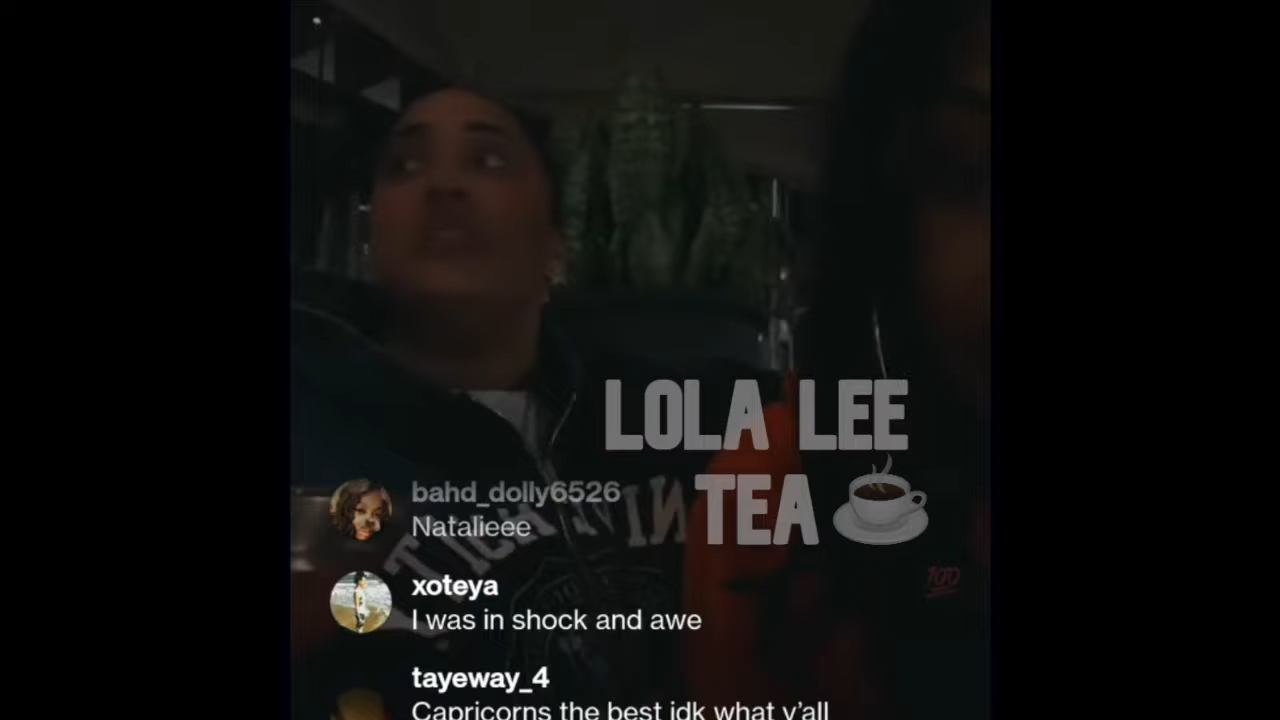 LOLA LEE
TEA
bahd_dolly6526
Natalieee
xoteya
I was in shock and awe
tayeway_4
Capricorns the best idk what y'all